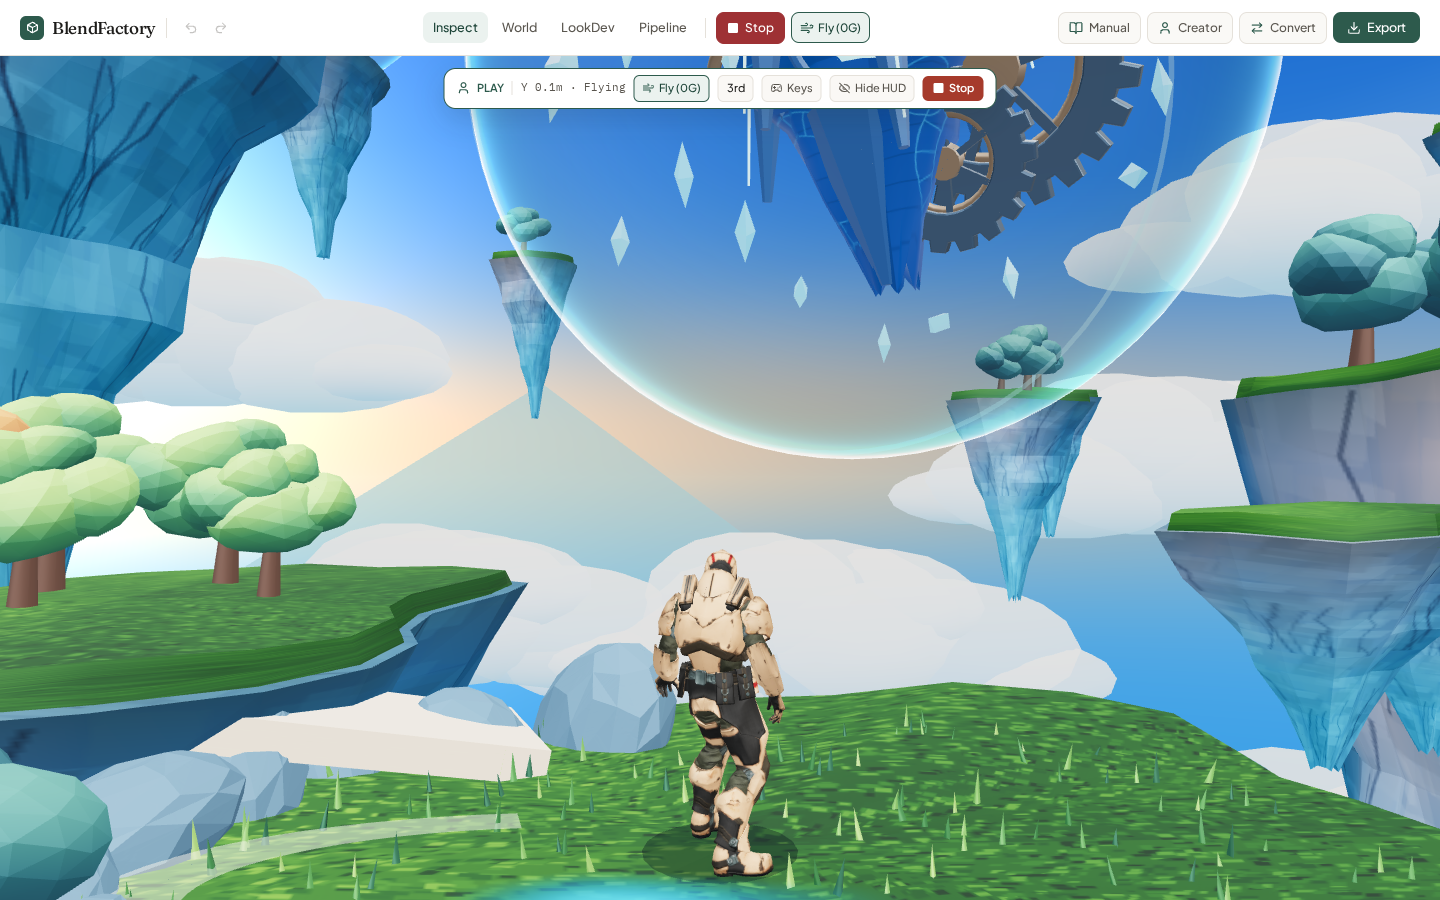 BlendFactory Inspect World LookDev Pipeline Stop Fly (0G) Manual Creator Convert Export
PLAY Y 0.1m · Flying Fly (0G) 3rd Keys Hide HUD Stop